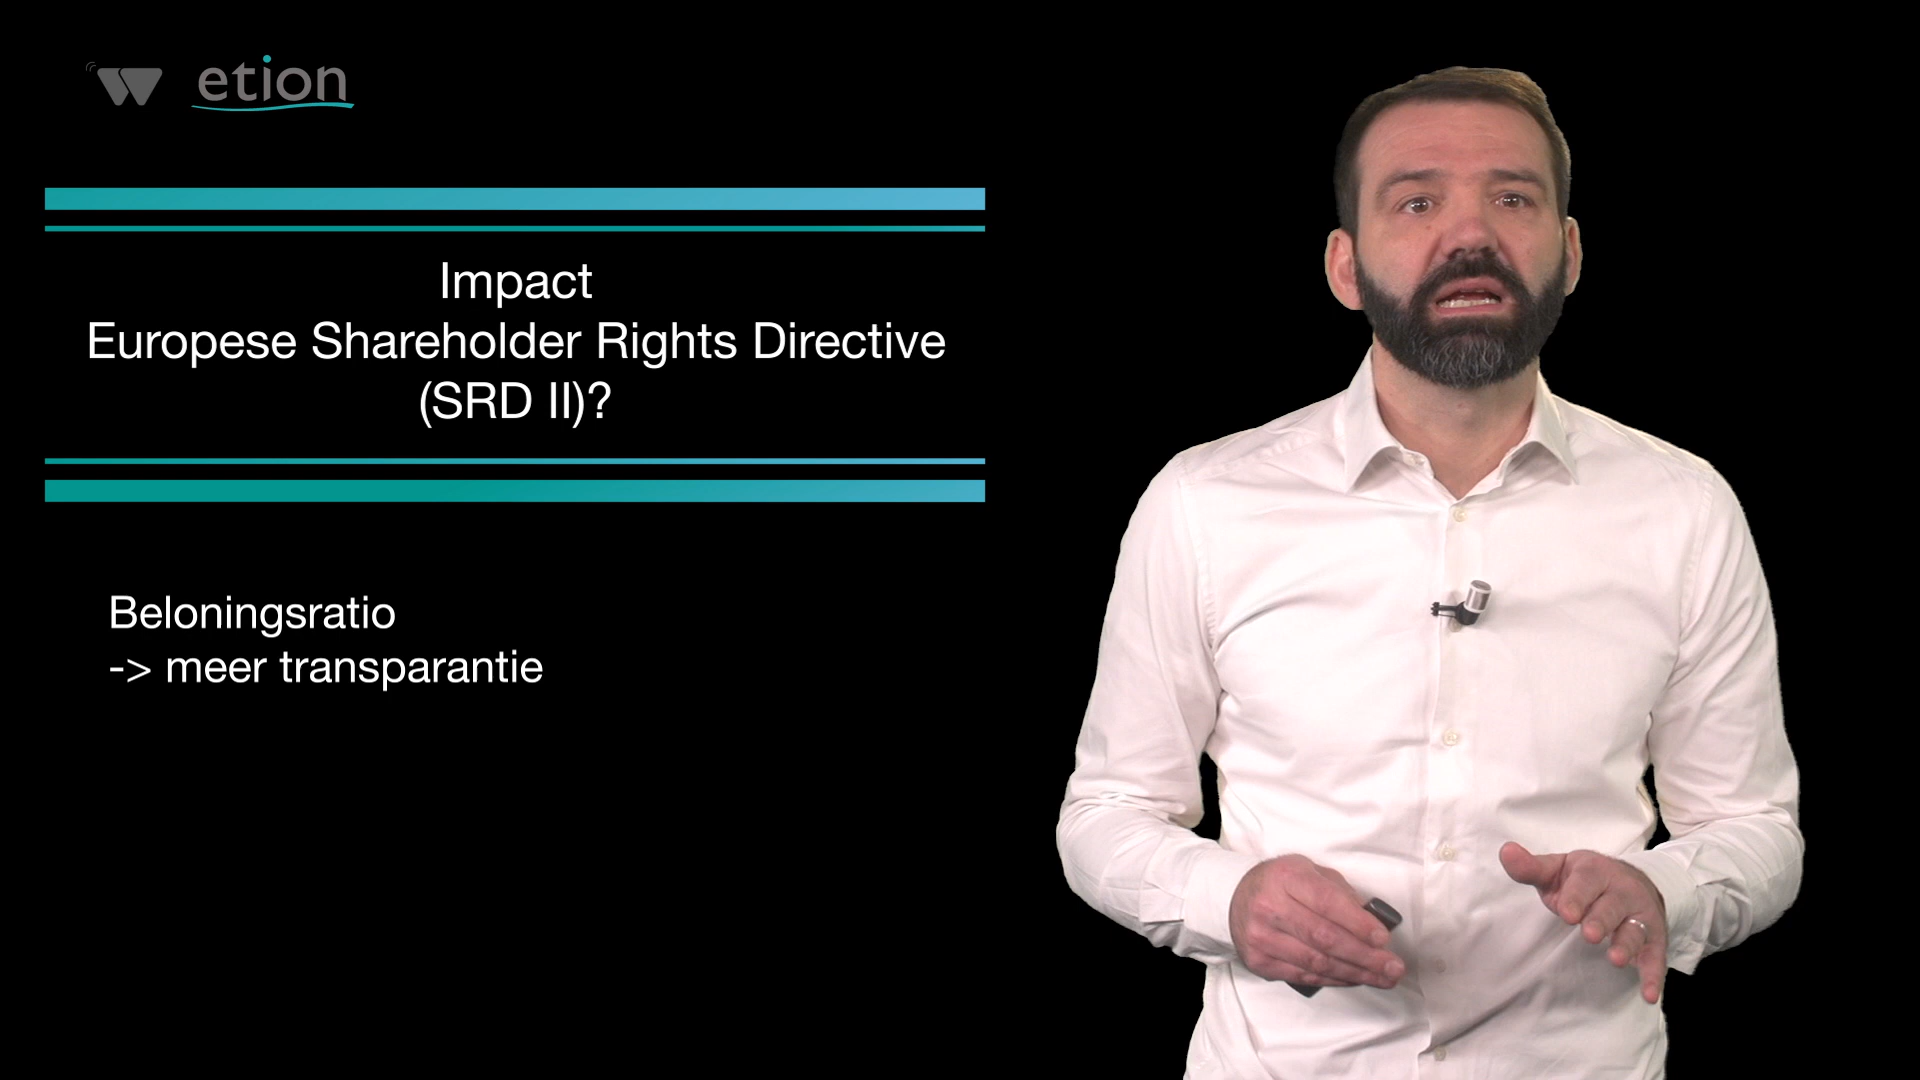 etion
Impact
Europese Shareholder Rights Directive
(SRD II)?
Beloningsratio
-> meer transparantie